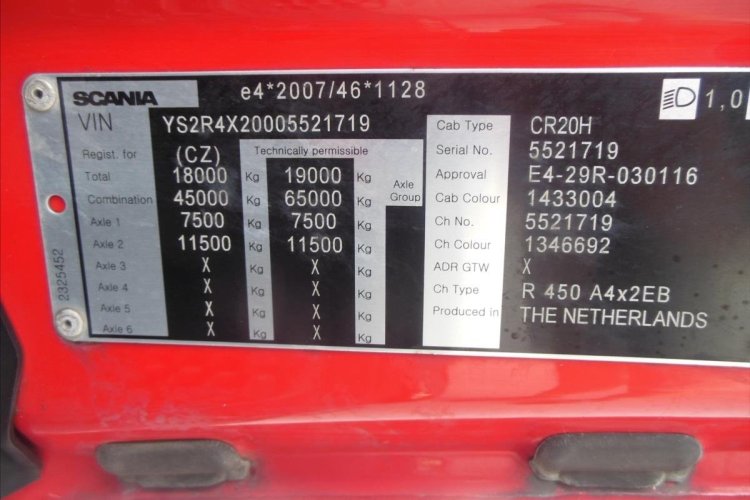 SCANIA e4*2007/46*1128 1,0
VIN YS2R4X20005521719
Regist. for (CZ) Technically permissible
Total 18000 Kg 19000 Kg Axle Group
Combination 45000 Kg 65000 Kg
Axle 1 7500 Kg 7500 Kg
Axle 2 11500 Kg 11500 Kg
Axle 3 X Kg X Kg
Axle 4 X Kg X Kg
Axle 5 X Kg X Kg
Axle 6 X Kg X Kg
Cab Type CR20H
Serial No. 5521719
Approval E4-29R-030116
Cab Colour 1433004
Ch No. 5521719
Ch Colour 1346692
ADR GTW X
Ch Type R 450 A4x2EB
Produced in THE NETHERLANDS
2325452